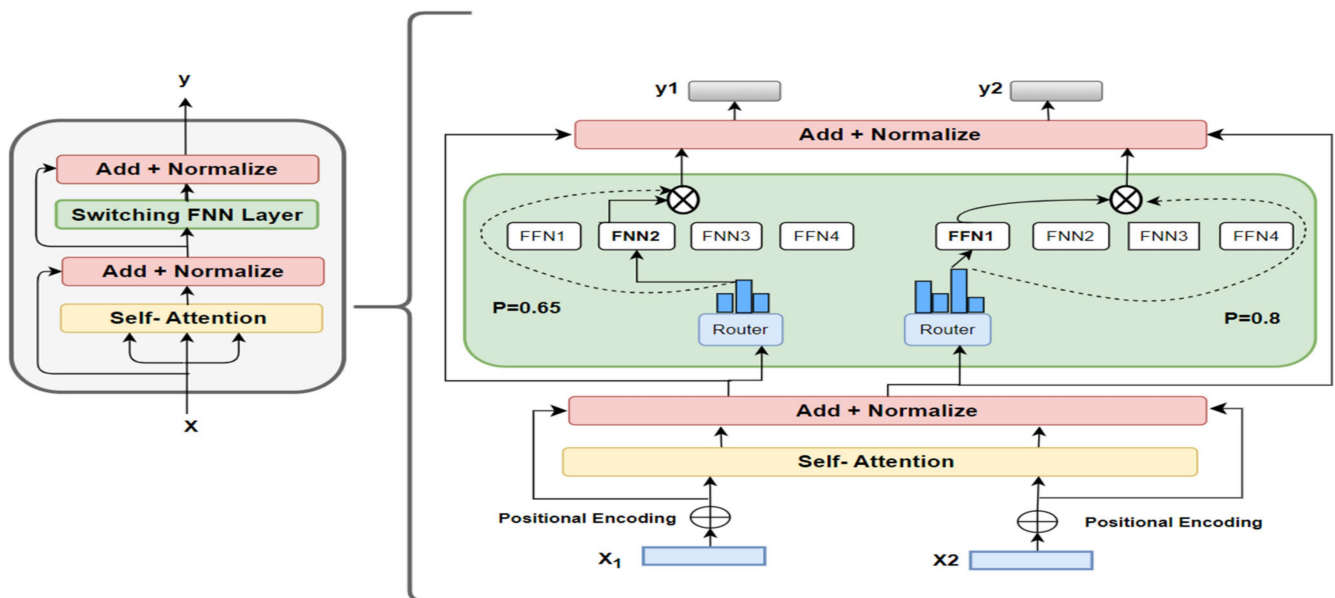 y
Add + Normalize
Switching FNN Layer
Add + Normalize
Self- Attention
X
y1
y2
Add + Normalize
FFN1 FNN2 FNN3 FFN4
FFN1 FNN2 FNN3 FFN4
P=0.65
Router
Router
P=0.8
Add + Normalize
Self- Attention
Positional Encoding
Positional Encoding
X₁
X2